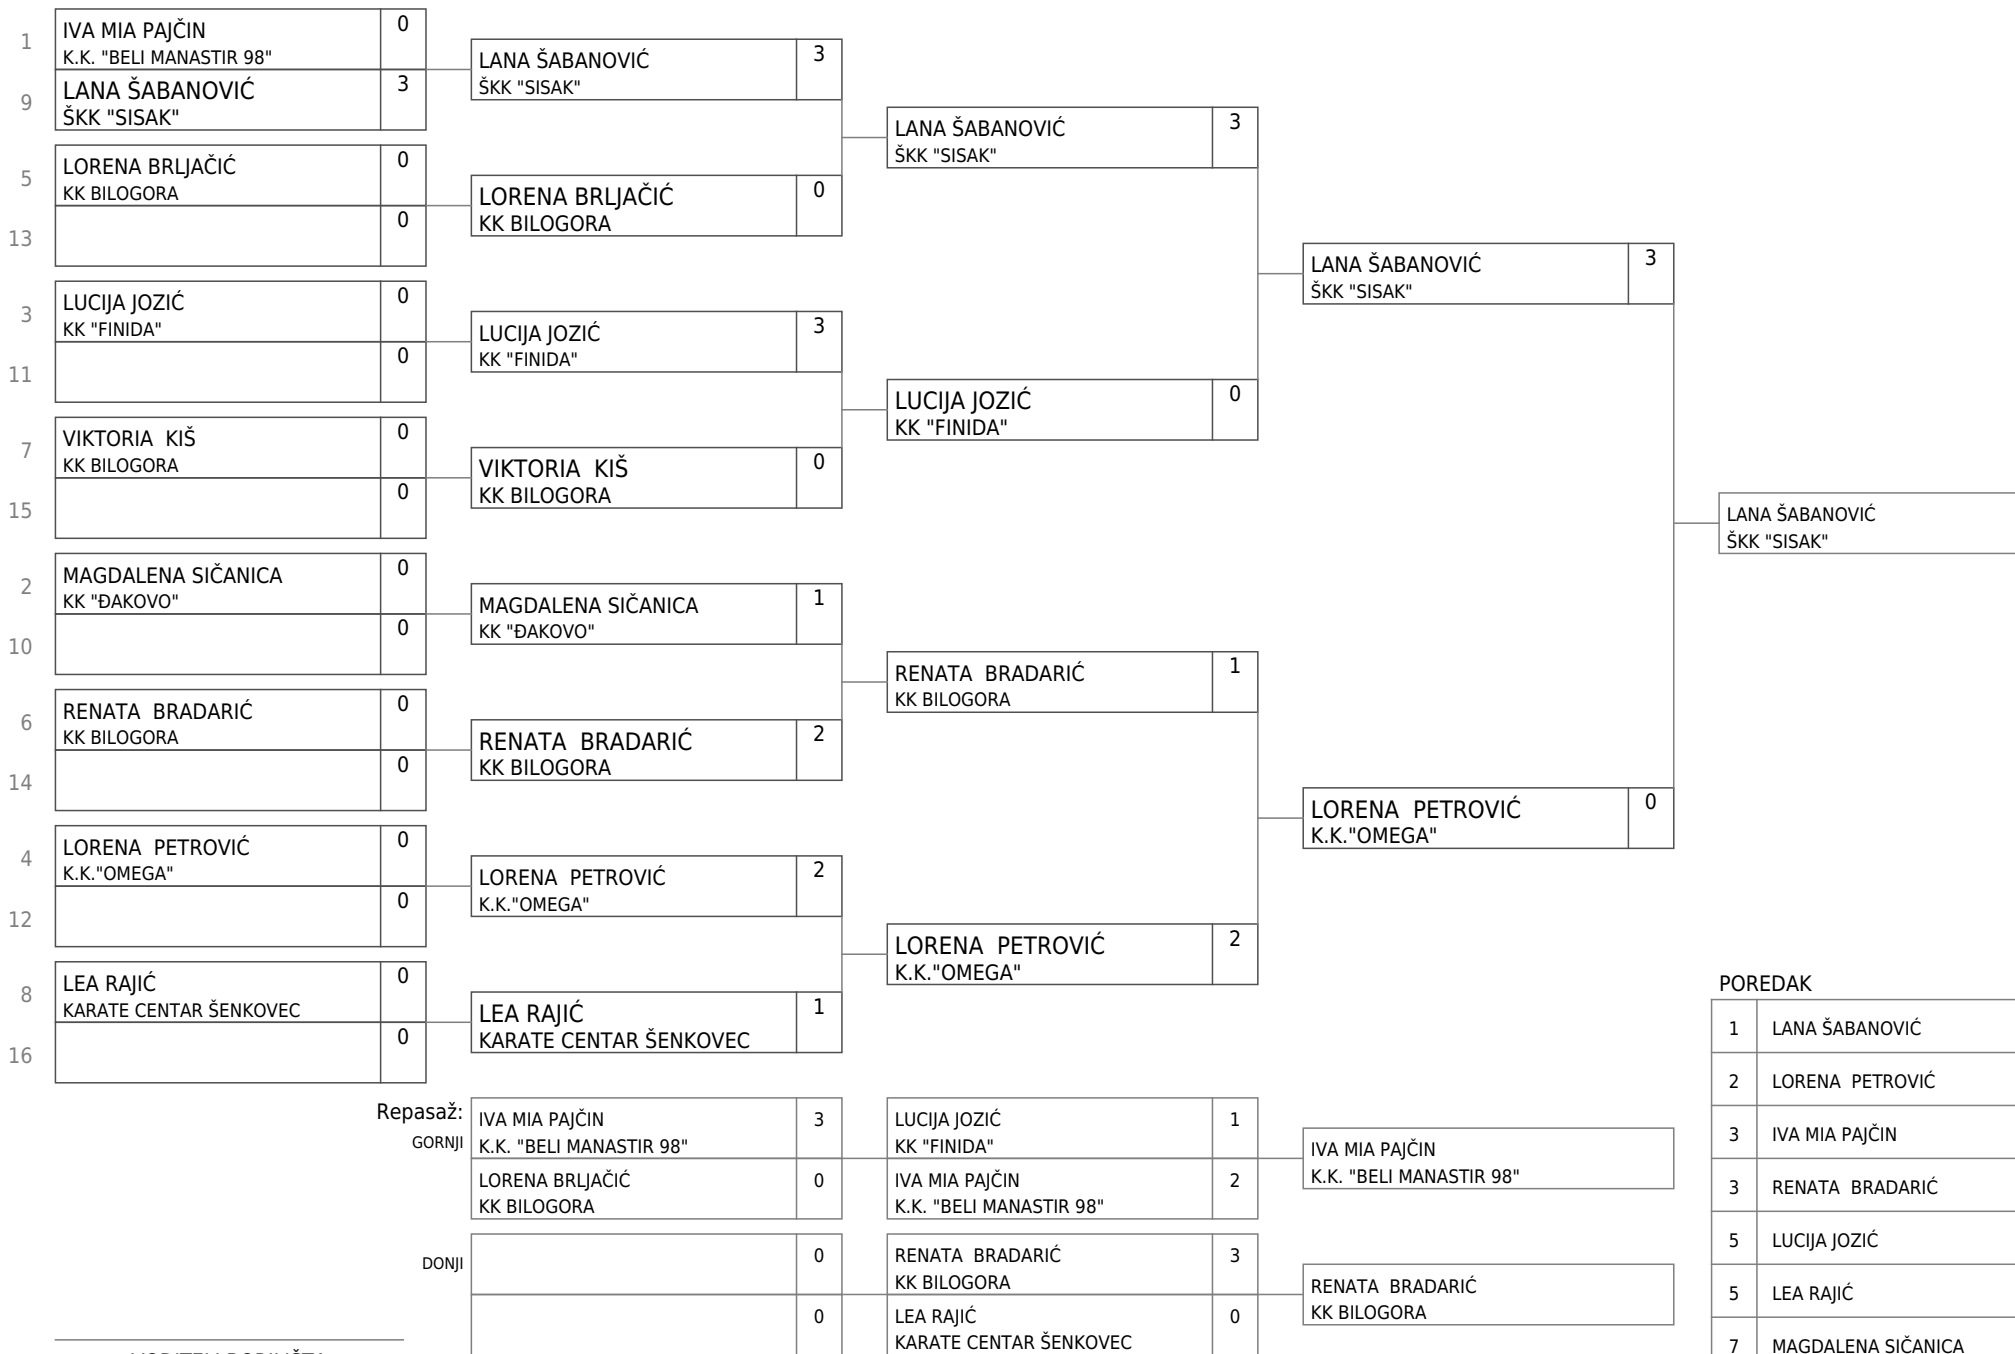 1
IVA MIA PAJČIN
K.K. "BELI MANASTIR 98"
0
9
LANA ŠABANOVIĆ
ŠKK "SISAK"
3
5
LORENA BRLJAČIĆ
KK BILOGORA
0
13
0
3
LUCIJA JOZIĆ
KK "FINIDA"
0
11
0
7
VIKTORIA  KIŠ
KK BILOGORA
0
15
0
2
MAGDALENA SIČANICA
KK "ĐAKOVO"
0
10
0
6
RENATA  BRADARIĆ
KK BILOGORA
0
14
0
4
LORENA  PETROVIĆ
K.K."OMEGA"
0
12
0
8
LEA RAJIĆ
KARATE CENTAR ŠENKOVEC
0
16
0
LANA ŠABANOVIĆ
ŠKK "SISAK"
3
LORENA BRLJAČIĆ
KK BILOGORA
0
LUCIJA JOZIĆ
KK "FINIDA"
3
VIKTORIA  KIŠ
KK BILOGORA
0
MAGDALENA SIČANICA
KK "ĐAKOVO"
1
RENATA  BRADARIĆ
KK BILOGORA
2
LORENA  PETROVIĆ
K.K."OMEGA"
2
LEA RAJIĆ
KARATE CENTAR ŠENKOVEC
1
LANA ŠABANOVIĆ
ŠKK "SISAK"
3
LUCIJA JOZIĆ
KK "FINIDA"
0
RENATA  BRADARIĆ
KK BILOGORA
1
LORENA  PETROVIĆ
K.K."OMEGA"
2
LANA ŠABANOVIĆ
ŠKK "SISAK"
3
LORENA  PETROVIĆ
K.K."OMEGA"
0
LANA ŠABANOVIĆ
ŠKK "SISAK"
Repasaž:
GORNJI
IVA MIA PAJČIN
K.K. "BELI MANASTIR 98"
3
LORENA BRLJAČIĆ
KK BILOGORA
0
LUCIJA JOZIĆ
KK "FINIDA"
1
IVA MIA PAJČIN
K.K. "BELI MANASTIR 98"
2
IVA MIA PAJČIN
K.K. "BELI MANASTIR 98"
DONJI
0
0
RENATA  BRADARIĆ
KK BILOGORA
3
LEA RAJIĆ
KARATE CENTAR ŠENKOVEC
0
RENATA  BRADARIĆ
KK BILOGORA
POREDAK
1 LANA ŠABANOVIĆ
2 LORENA  PETROVIĆ
3 IVA MIA PAJČIN
3 RENATA  BRADARIĆ
5 LUCIJA JOZIĆ
5 LEA RAJIĆ
7 MAGDALENA SIČANICA